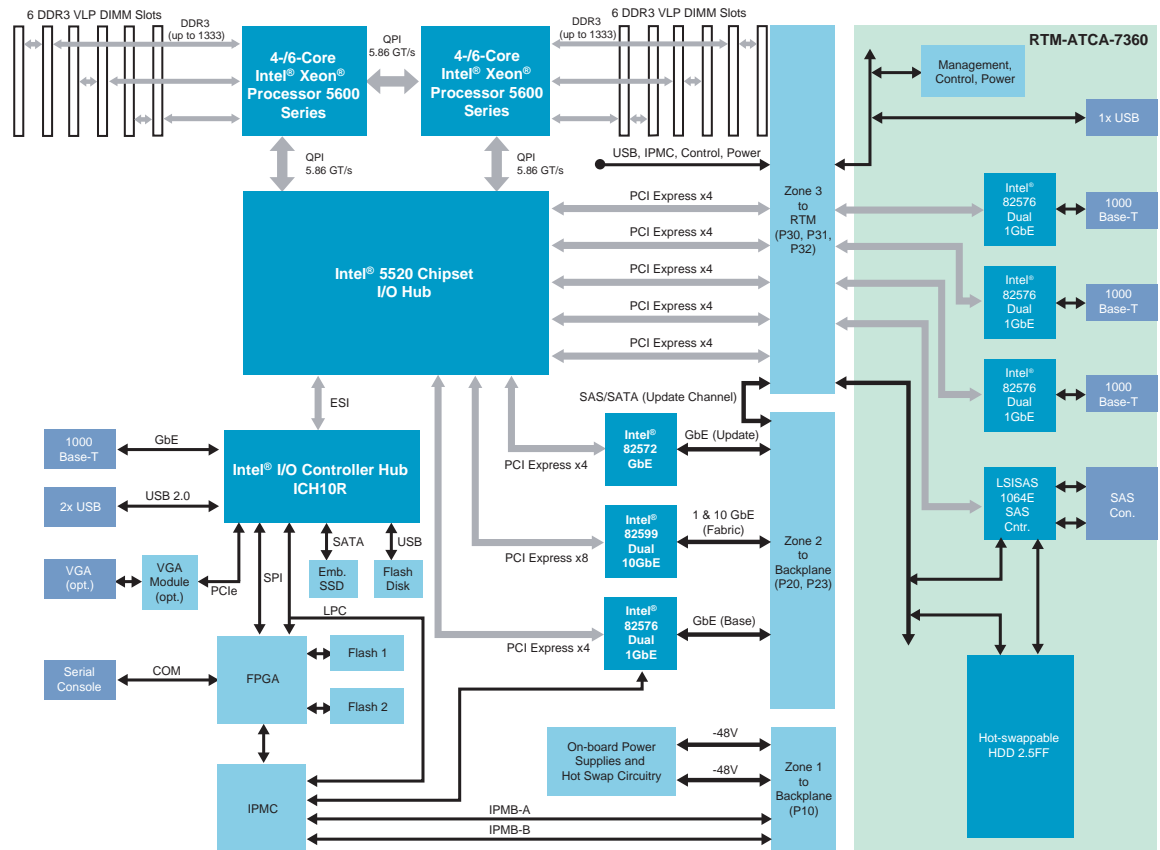 6 DDR3 VLP DIMM Slots
DDR3
(up to 1333)
4-/6-Core
Intel® Xeon®
Processor 5600
Series
QPI
5.86 GT/s
4-/6-Core
Intel® Xeon®
Processor 5600
Series
6 DDR3 VLP DIMM Slots
DDR3
(up to 1333)
QPI
5.86 GT/s
QPI
5.86 GT/s
USB, IPMC, Control, Power
Intel® 5520 Chipset
I/O Hub
PCI Express x4
PCI Express x4
PCI Express x4
PCI Express x4
PCI Express x4
Zone 3
to
RTM
(P30, P31,
P32)
RTM-ATCA-7360
Management,
Control, Power
1x USB
Intel®
82576
Dual
1GbE
1000
Base-T
Intel®
82576
Dual
1GbE
1000
Base-T
Intel®
82576
Dual
1GbE
1000
Base-T
LSISAS
1064E
SAS
Cntr.
SAS
Con.
Hot-swappable
HDD 2.5FF
ESI
SAS/SATA (Update Channel)
1000
Base-T
GbE
Intel® I/O Controller Hub
ICH10R
2x USB
USB 2.0
PCI Express x4
Intel®
82572
GbE
GbE (Update)
PCI Express x8
Intel®
82599
Dual
10GbE
1 & 10 GbE
(Fabric)
PCI Express x4
Intel®
82576
Dual
1GbE
GbE (Base)
Zone 2
to
Backplane
(P20, P23)
VGA
(opt.)
VGA
Module
(opt.)
PCIe
SPI
SATA
USB
Emb.
SSD
Flash
Disk
LPC
Serial
Console
COM
FPGA
Flash 1
Flash 2
IPMC
On-board Power
Supplies and
Hot Swap Circuitry
-48V
-48V
Zone 1
to
Backplane
(P10)
IPMB-A
IPMB-B